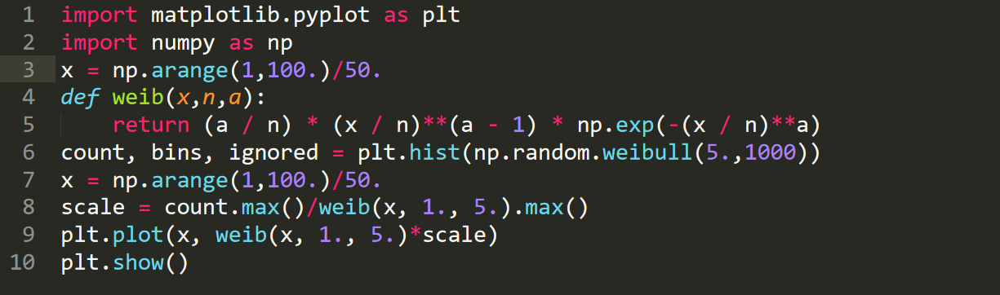 1 import matplotlib.pyplot as plt
2 import numpy as np
3 x = np.arange(1,100.)/50.
4 def weib(x,n,a):
5     return (a / n) * (x / n)**(a - 1) * np.exp(-(x / n)**a)
6 count, bins, ignored = plt.hist(np.random.weibull(5.,1000))
7 x = np.arange(1,100.)/50.
8 scale = count.max()/weib(x, 1., 5.).max()
9 plt.plot(x, weib(x, 1., 5.)*scale)
10 plt.show()